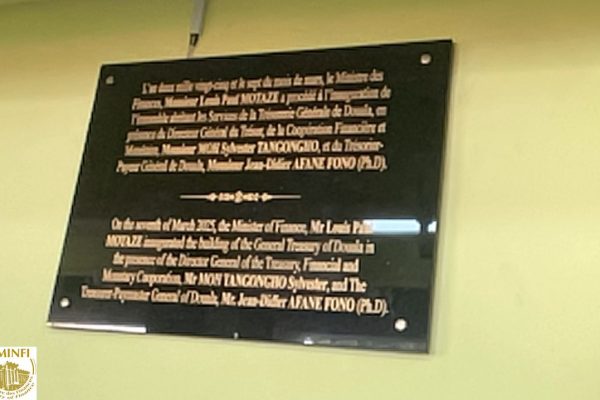 L'an deux mille vingt-cinq et le sept du mois de mars, le Ministre des
Finances, Monsieur Louis Paul MOTAZE a procédé à l'inauguration de
l'immeuble abritant les Services de la Trésorerie Générale de Douala, en
présence du Directeur Général du Trésor, de la Coopération Financière et
Monétaire, Monsieur MOH Sylvester TANGONGHO, et du Trésorier-
Payeur Général de Douala, Monsieur Jean-Didier AFANE FONO (Ph.D).
On the seventh of March 2025, the Minister of Finance, Mr Louis Paul
MOTAZE inaugurated the building of the General Treasury of Douala in
the presence of the Director General of the Treasury, Financial and
Monetary Cooperation, Mr MOH TANGONGHO Sylvester, and The
Treasurer-Paymaster General of Douala, Mr. Jean-Didier AFANE FONO (Ph.D).
MINFI